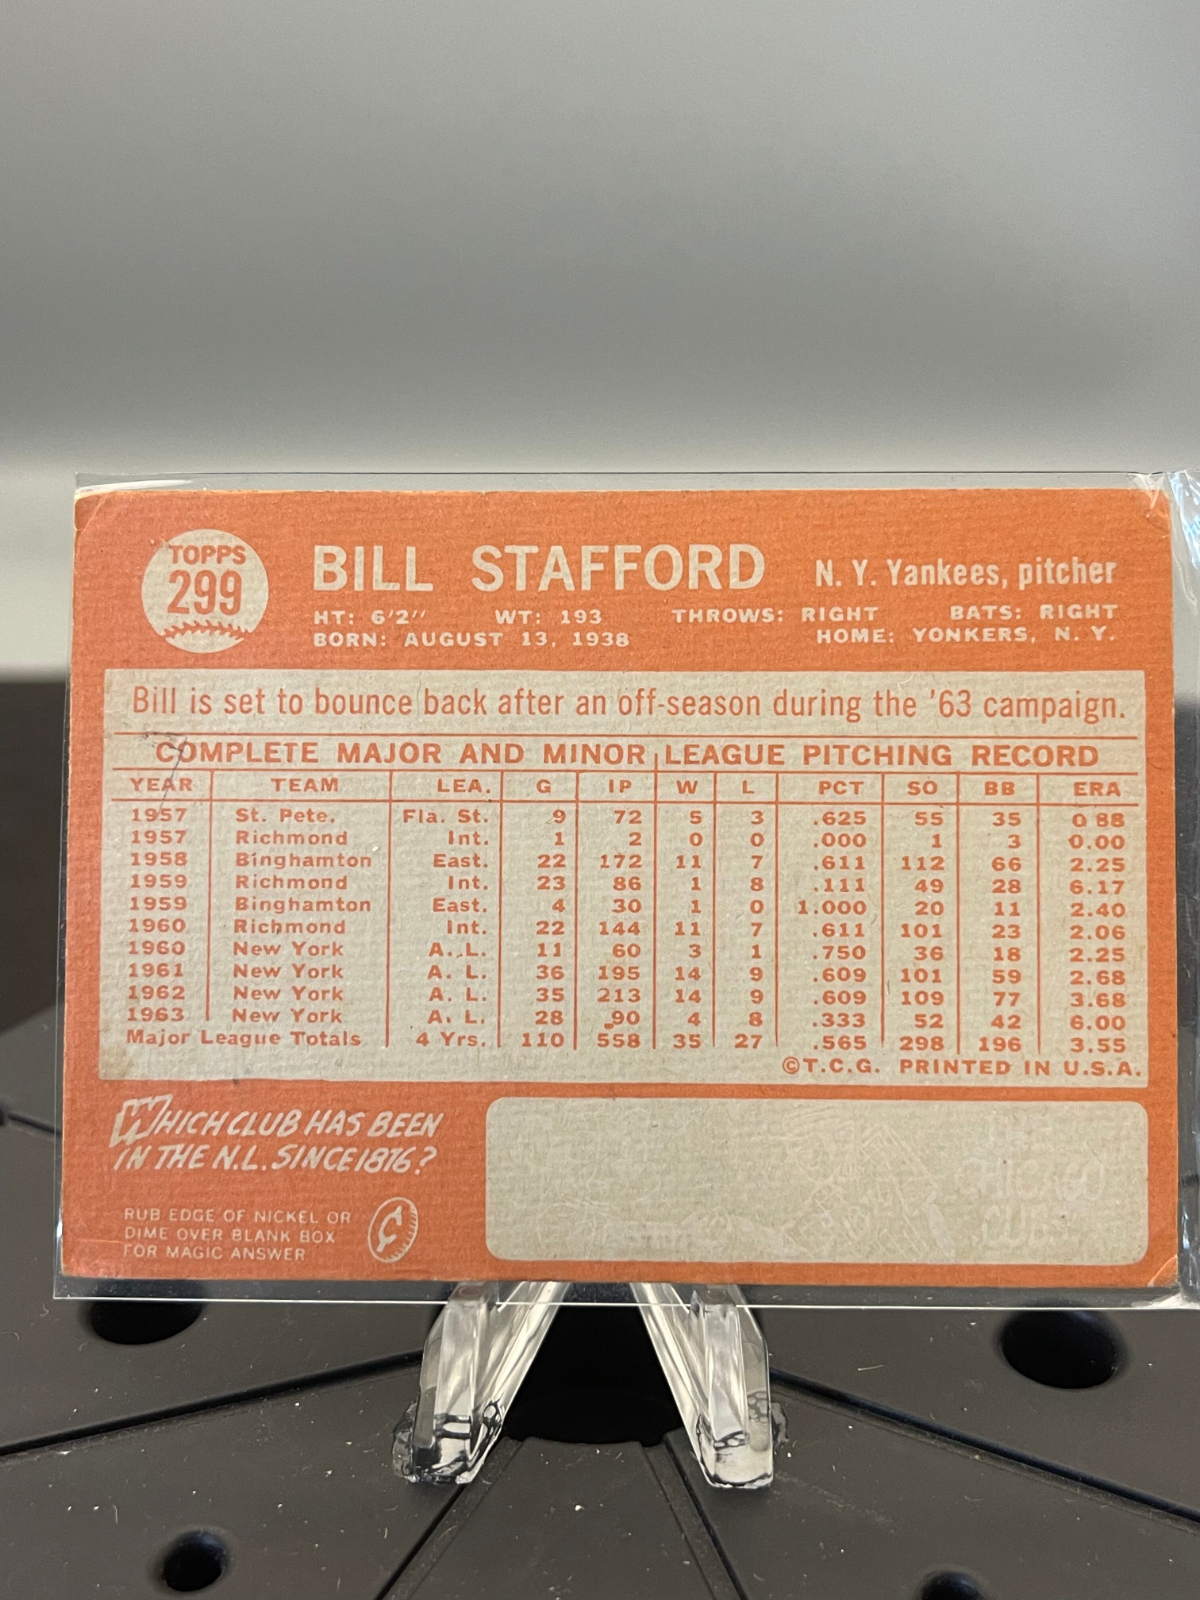 TOPPS
299
BILL STAFFORD N. Y. Yankees, pitcher
HT: 6'2" WT: 193 THROWS: RIGHT BATS: RIGHT
BORN: AUGUST 13, 1938 HOME: YONKERS, N. Y.
Bill is set to bounce back after an off-season during the '63 campaign.
COMPLETE MAJOR AND MINOR LEAGUE PITCHING RECORD
YEAR TEAM LEA. G IP W L PCT SO BB ERA
1957 St. Pete. Fla. St. 9 72 5 3 .625 55 35 0.88
1957 Richmond Int. 1 2 0 0 .000 1 3 0.00
1958 Binghamton East. 22 172 11 7 .611 112 66 2.25
1959 Richmond Int. 23 86 1 8 .111 49 28 6.17
1959 Binghamton East. 4 30 1 0 1.000 20 11 2.40
1960 Richmond Int. 22 144 11 7 .611 101 23 2.06
1960 New York A. L. 11 60 3 1 .750 36 18 2.25
1961 New York A. L. 36 195 14 9 .609 101 59 2.68
1962 New York A. L. 35 213 14 9 .609 109 77 3.68
1963 New York A. L. 28 90 4 8 .333 52 42 6.00
Major League Totals 4 Yrs. 110 558 35 27 .565 298 196 3.55
©T.C.G. PRINTED IN U.S.A.
WHICH CLUB HAS BEEN
IN THE N.L. SINCE 1876?
RUB EDGE OF NICKEL OR
DIME OVER BLANK BOX
FOR MAGIC ANSWER
CHICAGO
CUBS